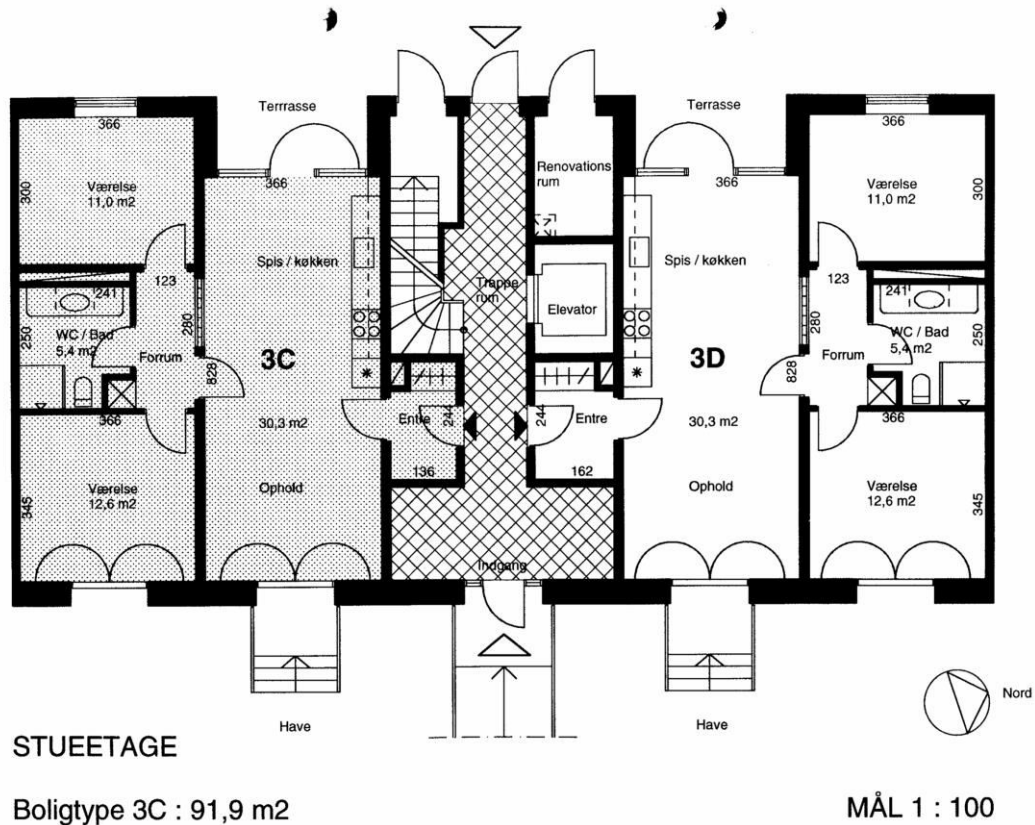 Terrrasse
Terrasse
366
366
Renovations
rum
366
366
Værelse
11,0 m2
300
Værelse
11,0 m2
300
Spis / køkken
Spis / køkken
123
123
Trappe
rum
Elevator
241
241
250
WC / Bad
5,4 m2
280
280
WC / Bad
5,4 m2
250
Forrum
Forrum
3C
3D
828
828
366
366
30,3 m2
30,3 m2
Entre
244
244
Entre
136
162
Værelse
12,6 m2
345
Værelse
12,6 m2
345
Ophold
Ophold
Indgang
Have
Have
Nord
STUEETAGE
Boligtype 3C : 91,9 m2
MÅL 1 : 100